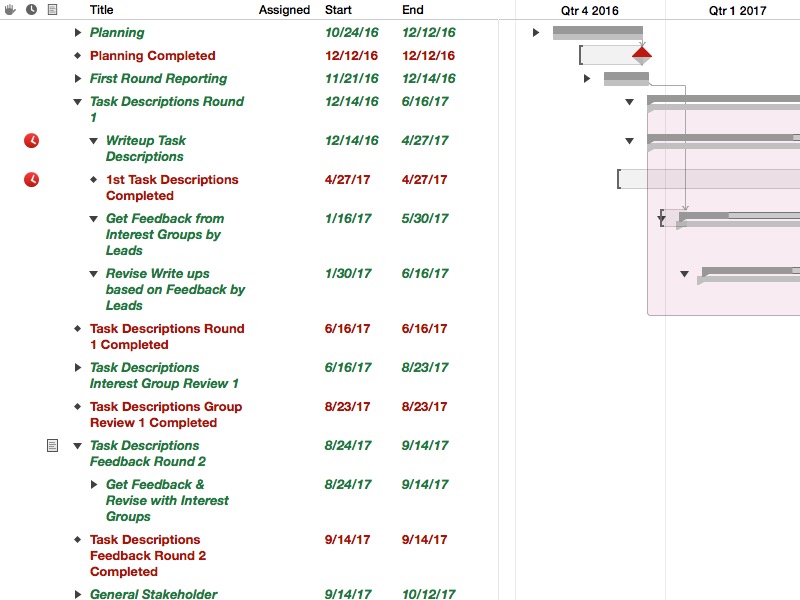 Title Assigned Start End Qtr 4 2016 Qtr 1 2017
Planning 10/24/16 12/12/16
Planning Completed 12/12/16 12/12/16
First Round Reporting 11/21/16 12/14/16
Task Descriptions Round 12/14/16 6/16/17
1
Writeup Task 12/14/16 4/27/17
Descriptions
1st Task Descriptions 4/27/17 4/27/17
Completed
Get Feedback from 1/16/17 5/30/17
Interest Groups by
Leads
Revise Write ups 1/30/17 6/16/17
based on Feedback by
Leads
Task Descriptions Round 6/16/17 6/16/17
1 Completed
Task Descriptions 6/16/17 8/23/17
Interest Group Review 1
Task Descriptions Group 8/23/17 8/23/17
Review 1 Completed
Task Descriptions 8/24/17 9/14/17
Feedback Round 2
Get Feedback & 8/24/17 9/14/17
Revise with Interest
Groups
Task Descriptions 9/14/17 9/14/17
Feedback Round 2
Completed
General Stakeholder 9/14/17 10/12/17